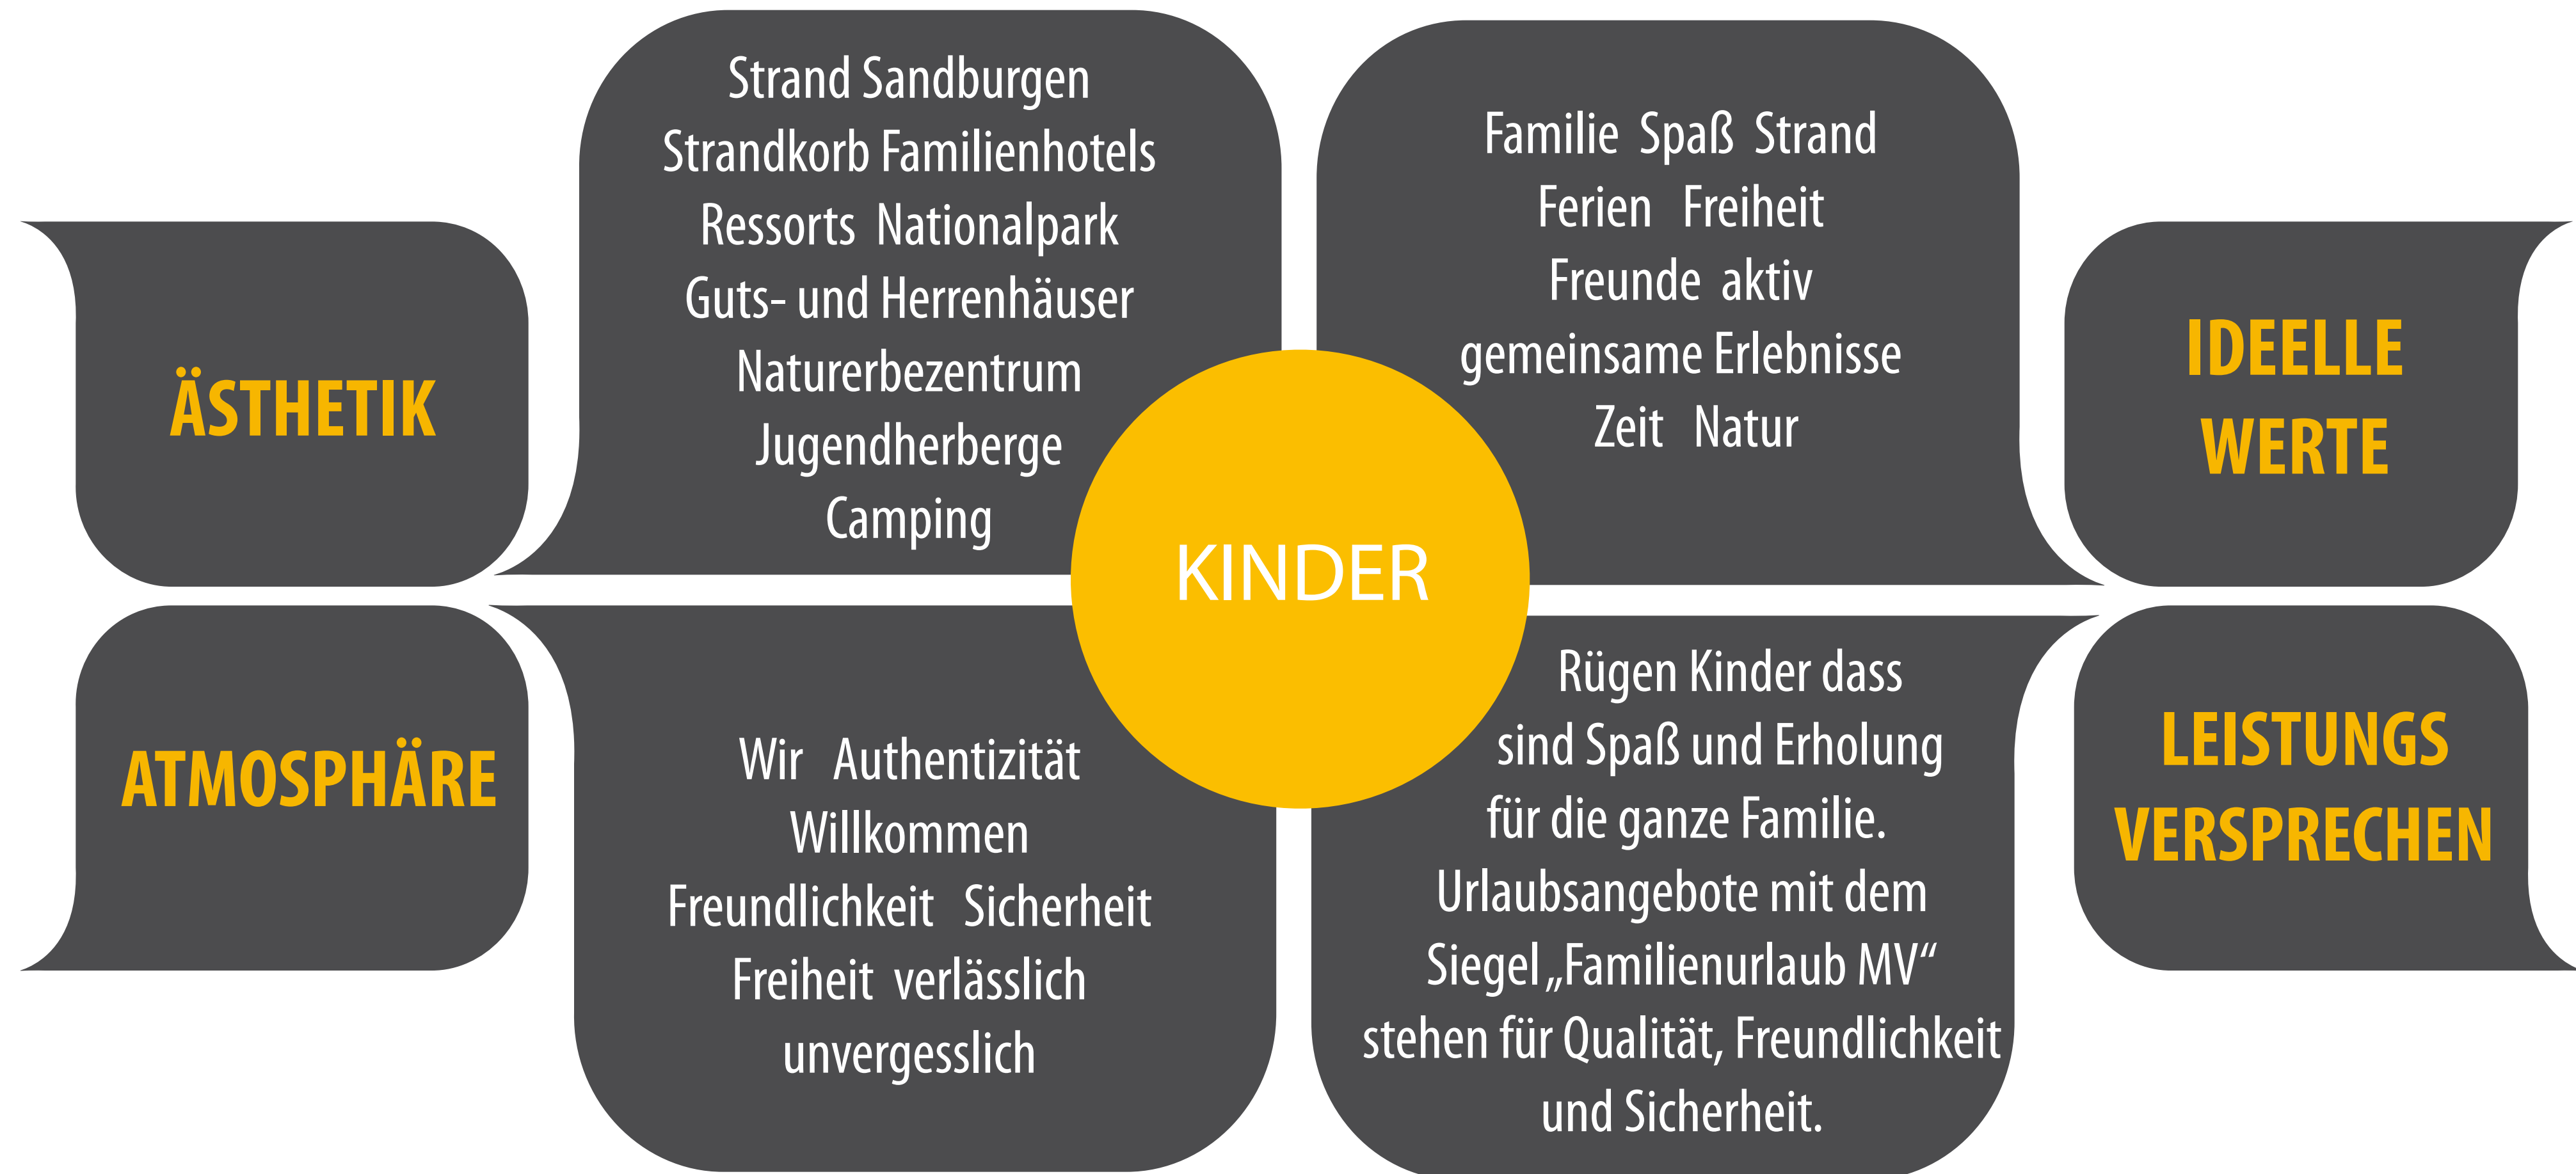 ÄSTHETIK
Strand Sandburgen
Strandkorb Familienhotels
Ressorts Nationalpark
Guts- und Herrenhäuser
Naturerbezentrum
Jugendherberge
Camping
Familie Spaß Strand
Ferien Freiheit
Freunde aktiv
gemeinsame Erlebnisse
Zeit Natur
IDEELLE
WERTE
KINDER
ATMOSPHÄRE
Wir Authentizität
Willkommen
Freundlichkeit Sicherheit
Freiheit verlässlich
unvergesslich
Rügen Kinder dass
sind Spaß und Erholung
für die ganze Familie.
Urlaubsangebote mit dem
Siegel „Familienurlaub MV“
stehen für Qualität, Freundlichkeit
und Sicherheit.
LEISTUNGS
VERSPRECHEN